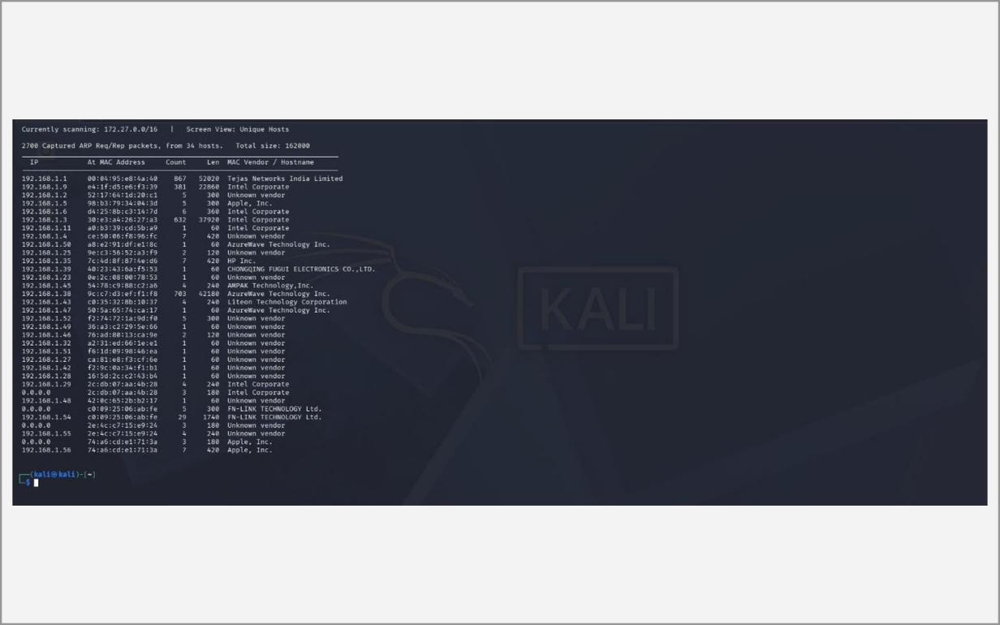 Currently scanning: 172.27.0.0/16   |   Screen View: Unique Hosts
2700 Captured ARP Req/Rep packets, from 34 hosts.   Total size: 162000
IP            At MAC Address     Count     Len  MAC Vendor / Hostname
192.168.1.1     00:04:95:e8:4a:40    867   52020  Tejas Networks India Limited
192.168.1.9     e4:1f:d5:e6:f3:39    381   22860  Intel Corporate
192.168.1.2     52:17:64:1d:20:c1      5     300  Unknown vendor
192.168.1.5     98:b3:79:34:04:3d      5     300  Apple, Inc.
192.168.1.6     d4:25:8b:c3:14:7d      6     360  Intel Corporate
192.168.1.3     30:e3:a4:26:27:a3    632   37920  Intel Corporate
192.168.1.11    a0:b3:39:cd:5b:a9      1      60  Intel Corporate
192.168.1.4     ce:50:06:f8:96:fc      7     420  Unknown vendor
192.168.1.50    a8:e2:91:df:e1:8c      1      60  AzureWave Technology Inc.
192.168.1.25    9e:c3:56:52:a3:f9      2     120  Unknown vendor
192.168.1.35    7c:4d:8f:87:4e:d6      7     420  HP Inc.
192.168.1.39    40:23:43:6a:f5:53      1      60  CHONGQING FUGUI ELECTRONICS CO.,LTD.
192.168.1.23    0e:2c:08:00:78:53      1      60  Unknown vendor
192.168.1.45    54:78:c9:88:c2:a6      4     240  AMPAK Technology,Inc.
192.168.1.38    9c:c7:d3:ef:f1:f8    703   42180  AzureWave Technology Inc.
192.168.1.43    c0:35:32:8b:10:37      4     240  Liteon Technology Corporation
192.168.1.47    50:5a:65:74:ca:17      1      60  AzureWave Technology Inc.
192.168.1.52    f2:74:72:1a:9d:f0      5     300  Unknown vendor
192.168.1.49    36:a3:c2:29:5e:66      1      60  Unknown vendor
192.168.1.46    76:ad:80:13:ca:9e      2     120  Unknown vendor
192.168.1.32    a2:31:ed:66:1e:e1      1      60  Unknown vendor
192.168.1.51    f6:1d:09:98:46:ea      1      60  Unknown vendor
192.168.1.27    ca:81:e8:f3:cf:6e      1      60  Unknown vendor
192.168.1.42    f2:9c:0a:34:f1:b1      1      60  Unknown vendor
192.168.1.28    16:5d:2c:c2:43:b4      1      60  Unknown vendor
192.168.1.29    2c:db:07:aa:4b:28      4     240  Intel Corporate
0.0.0.0         2c:db:07:aa:4b:28      3     180  Intel Corporate
192.168.1.48    42:0c:65:2b:b2:17      1      60  Unknown vendor
0.0.0.0         c0:09:25:06:ab:fe      5     300  FN-LINK TECHNOLOGY Ltd.
192.168.1.54    c0:09:25:06:ab:fe     29    1740  FN-LINK TECHNOLOGY Ltd.
0.0.0.0         2e:4c:c7:15:e9:24      3     180  Unknown vendor
192.168.1.55    2e:4c:c7:15:e9:24      4     240  Unknown vendor
0.0.0.0         74:a6:cd:e1:71:3a      3     180  Apple, Inc.
192.168.1.56    74:a6:cd:e1:71:3a      7     420  Apple, Inc.
KALI
┌──(kali㉿kali)-[~]
└─$